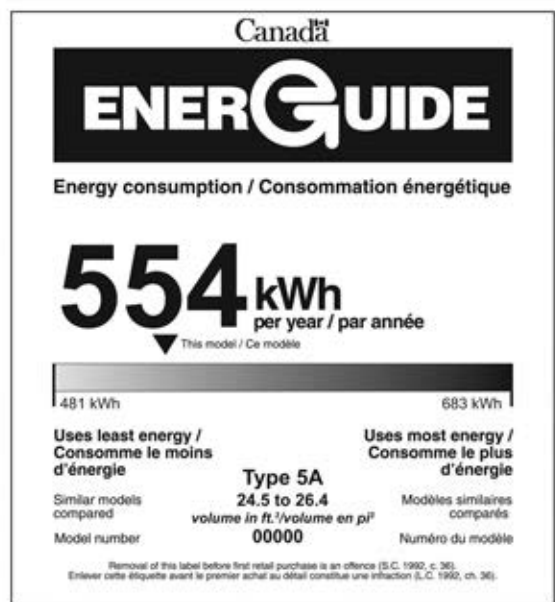 Canada
ENERGUIDE
Energy consumption / Consommation énergétique
554 kWh
per year / par année
This model / Ce modèle
481 kWh 683 kWh
Uses least energy / Uses most energy /
Consomme le moins Consomme le plus
d'énergie d'énergie
Type 5A
Similar models 24.5 to 26.4 Modèles similaires
compared volume in ft.³/volume en pi³ comparés
Model number 00000 Numéro du modèle
Removal of this label before first retail purchase is an offence (S.C. 1992, c. 36).
Enlever cette étiquette avant le premier achat au détail constitue une infraction (L.C. 1992, ch. 36).